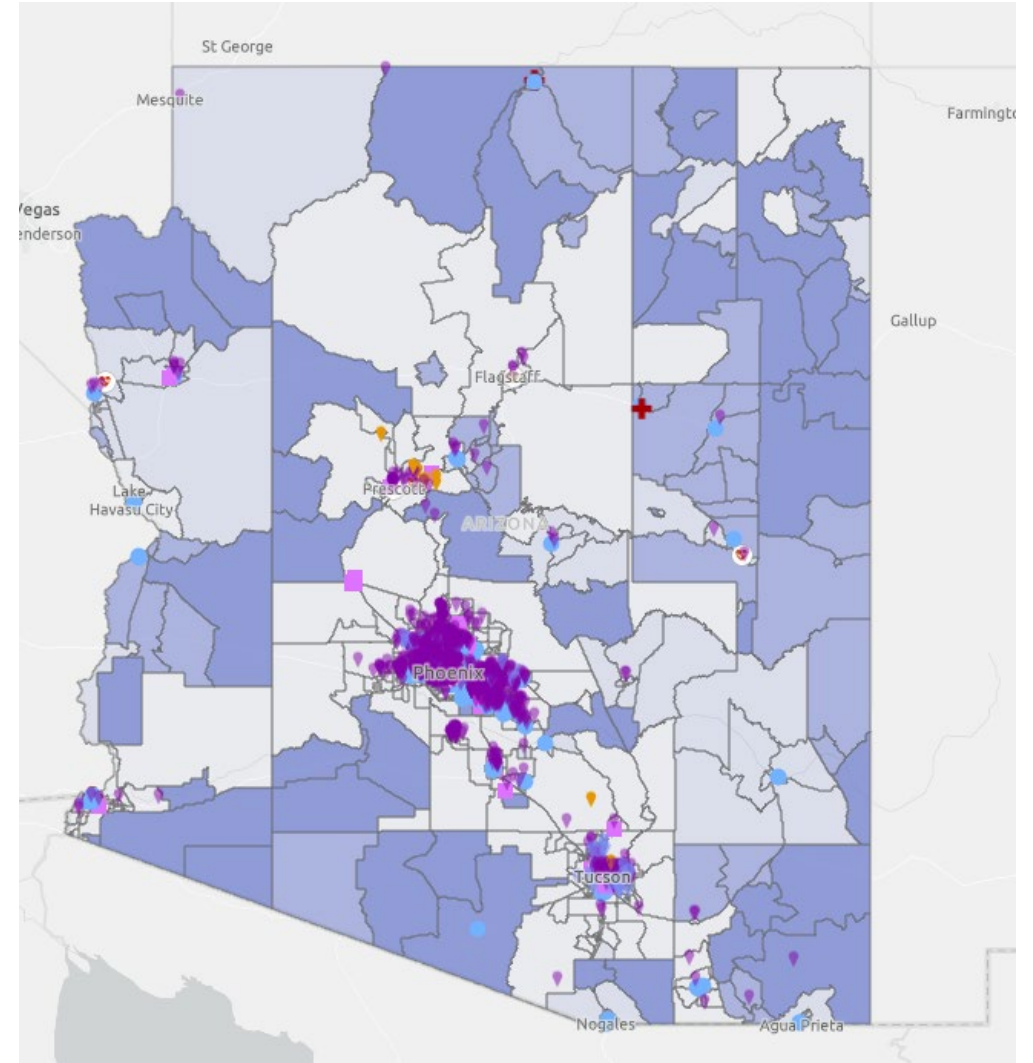 St George
Mesquite
Farmingto
Vegas
enderson
Gallup
Flagstaff
Prescott
Lake
Havasu City
ARIZONA
Phoenix
Tucson
Nogales
Agua Prieta